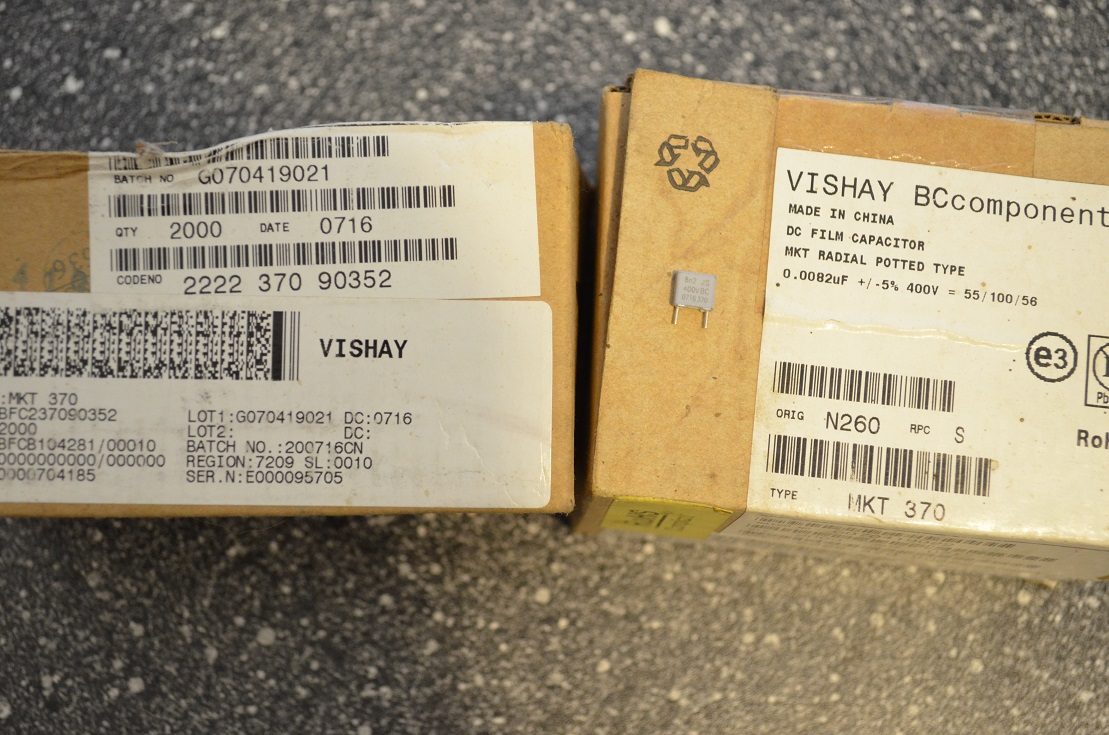 BATCH NO G070419021
QTY 2000 DATE 0716
CODENO 2222 370 90352
VISHAY
:MKT 370
BFC237090352
2000
BFCB104281/00010
0000000000/000000
0000704185
LOT1:G070419021 DC:0716
LOT2: DC:
BATCH NO.:200716CN
REGION:7209 SL:0010
SER.N:E000095705
400VDC
VISHAY BCcomponent
MADE IN CHINA
DC FILM CAPACITOR
MKT RADIAL POTTED TYPE
0.0082uF +/-5% 400V = 55/100/56
e3
Pb
RoH
ORIG N260 RPC S
TYPE MKT 370